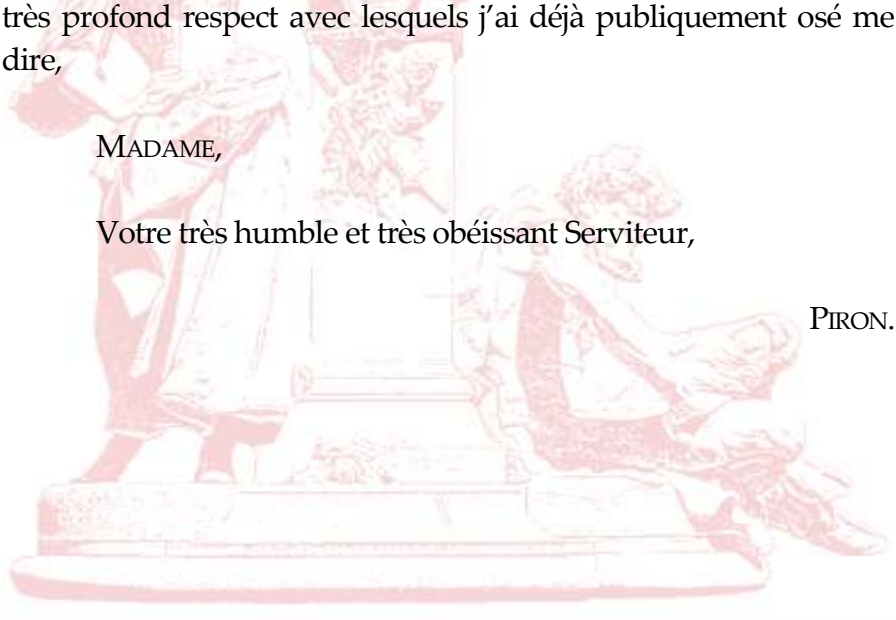 très profond respect avec lesquels j’ai déjà publiquement osé me
dire,
MADAME,
Votre très humble et très obéissant Serviteur,
PIRON.